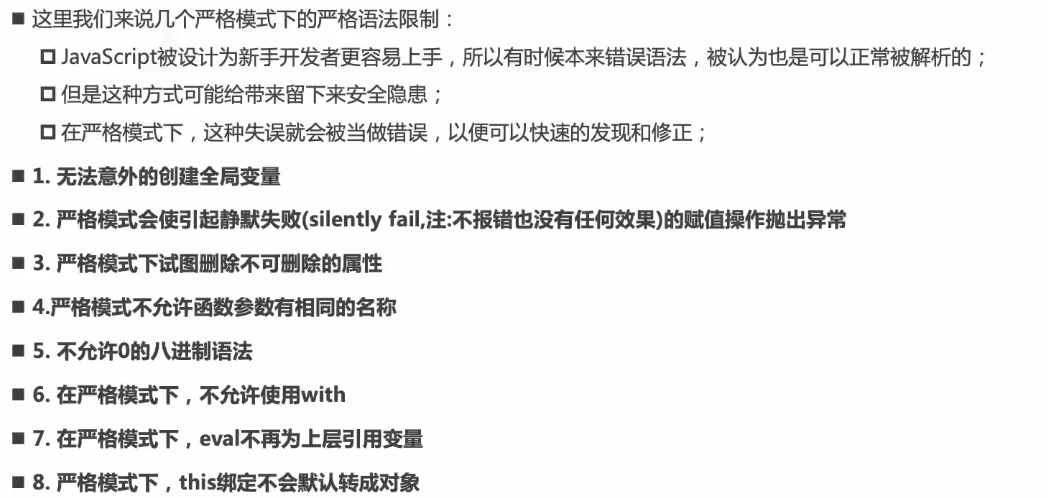 这里我们来说几个严格模式下的严格语法限制：
JavaScript被设计为新手开发者更容易上手，所以有时候本来错误语法，被认为也是可以正常被解析的；
但是这种方式可能给带来留下来安全隐患；
在严格模式下，这种失误就会被当做错误，以便可以快速的发现和修正；
1. 无法意外的创建全局变量
2. 严格模式会使引起静默失败(silently fail,注:不报错也没有任何效果)的赋值操作抛出异常
3. 严格模式下试图删除不可删除的属性
4.严格模式不允许函数参数有相同的名称
5. 不允许0的八进制语法
6. 在严格模式下，不允许使用with
7. 在严格模式下，eval不再为上层引用变量
8. 严格模式下，this绑定不会默认转成对象